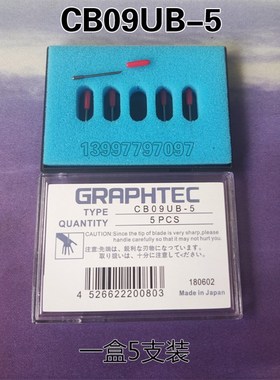 CB09UB-5
13997797097
GRAPHTEC
TYPE CB09UB-5
QUANTITY 5PCS
CAUTION: Since the tip of blade is very sharp, please
handle carefully so that it may not hurt you.
注意:先端は、鋭利な刃物になっています。
取り扱いは、十分に注意してください。
180602
4 526622 200803
Made in Japan
一盒5支装